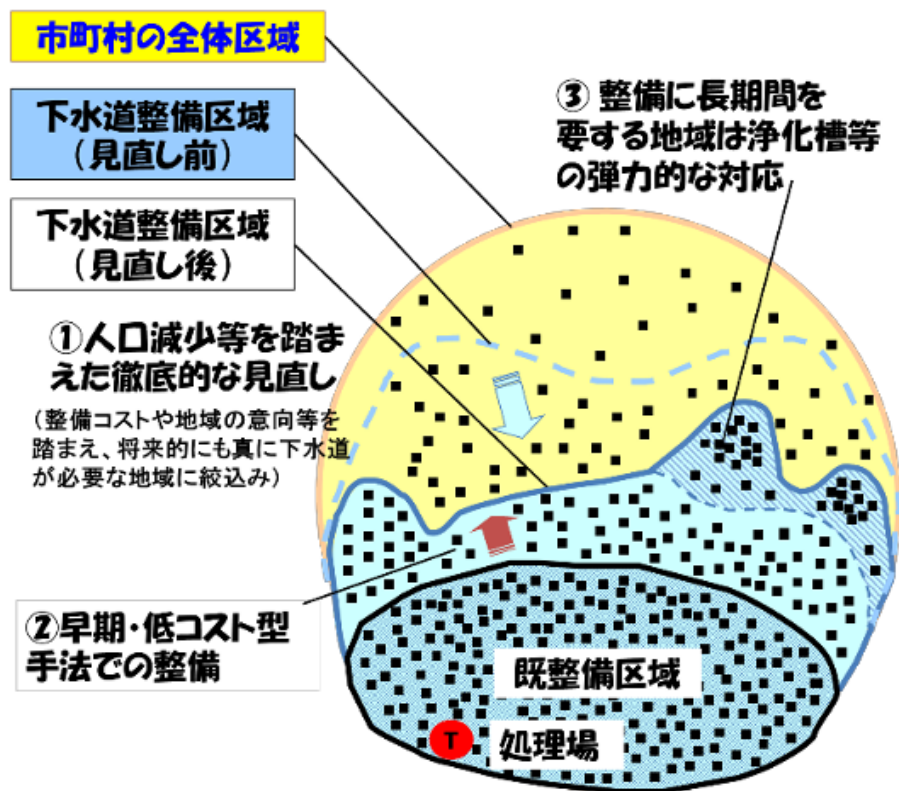 市町村の全体区域
下水道整備区域
（見直し前）
下水道整備区域
（見直し後）
①人口減少等を踏ま
えた徹底的な見直し
（整備コストや地域の意向等を
踏まえ、将来的にも真に下水道
が必要な地域に絞込み）
②早期・低コスト型
手法での整備
③ 整備に長期間を
要する地域は浄化槽等
の弾力的な対応
既整備区域
T
処理場